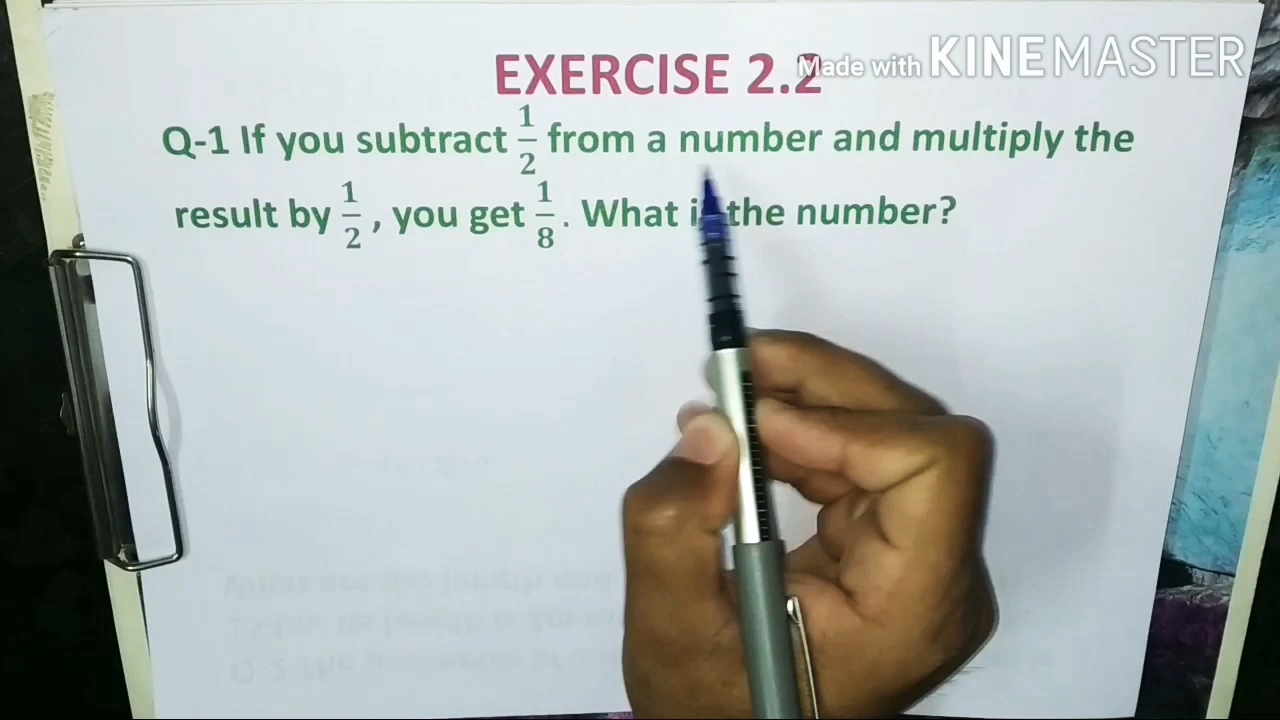 EXERCISE 2.2
Made with KINEMASTER
Q-1 If you subtract 1/2 from a number and multiply the
result by 1/2 , you get 1/8 . What is the number?